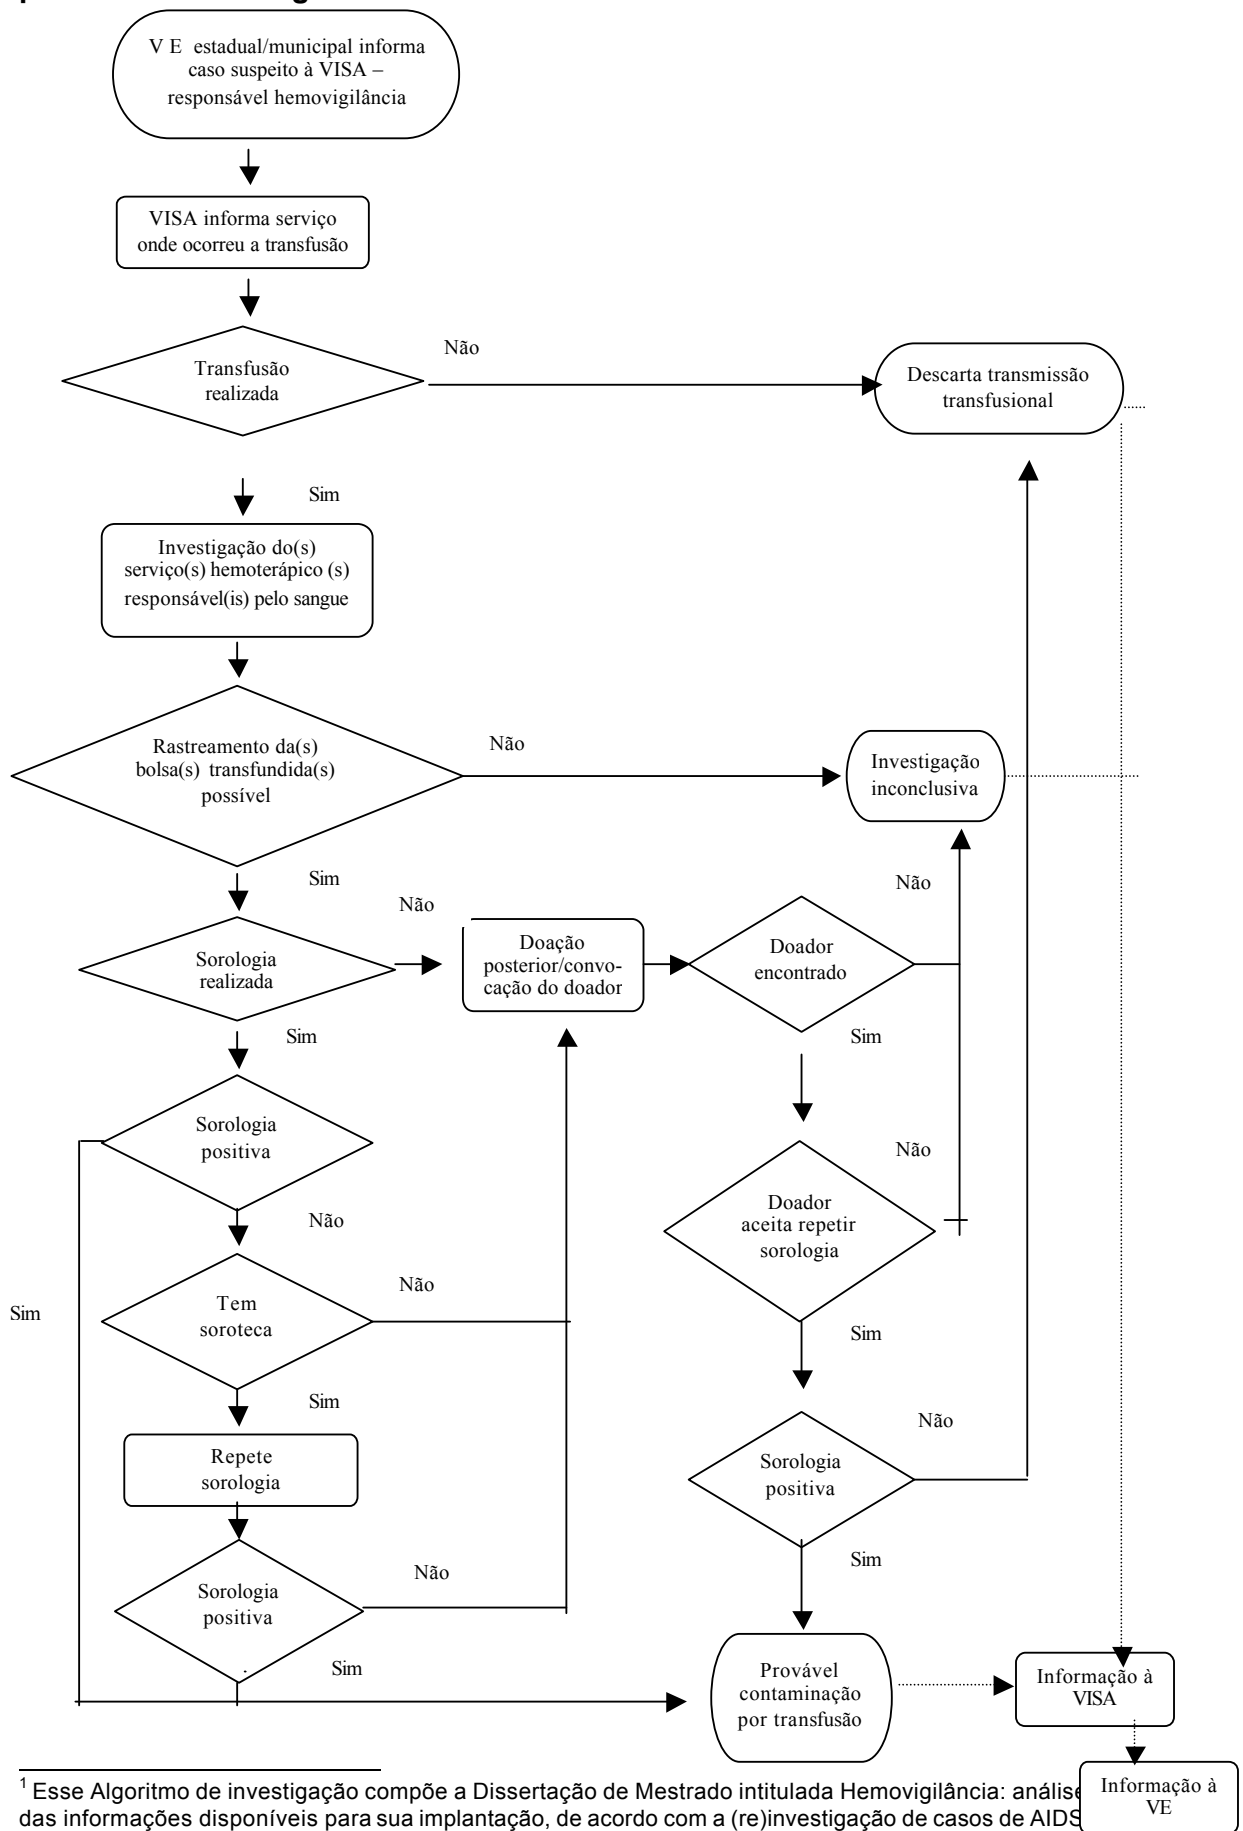 V E estadual/municipal informa
caso suspeito à VISA –
responsável hemovigilância
VISA informa serviço
onde ocorreu a transfusão
Transfusão
realizada
Não
Descarta transmissão
transfusional
Sim
Investigação do(s)
serviço(s) hemoterápico (s)
responsável(is) pelo sangue
Rastreamento da(s)
bolsa(s) transfundida(s)
possível
Não
Investigação
inconclusiva
Sim
Sorologia
realizada
Não
Doação
posterior/convo-
cação do doador
Doador
encontrado
Não
Sim
Sim
Sorologia
positiva
Doador
aceita repetir
sorologia
Não
Não
Sim
Tem
soroteca
Não
Sim
Sim
Repete
sorologia
Sorologia
positiva
Não
Sorologia
positiva
Não
Sim
Sim
Provável
contaminação
por transfusão
Informação à
VISA
Informação à
VE
1 Esse Algoritmo de investigação compõe a Dissertação de Mestrado intitulada Hemovigilância: análise
das informações disponíveis para sua implantação, de acordo com a (re)investigação de casos de AIDS